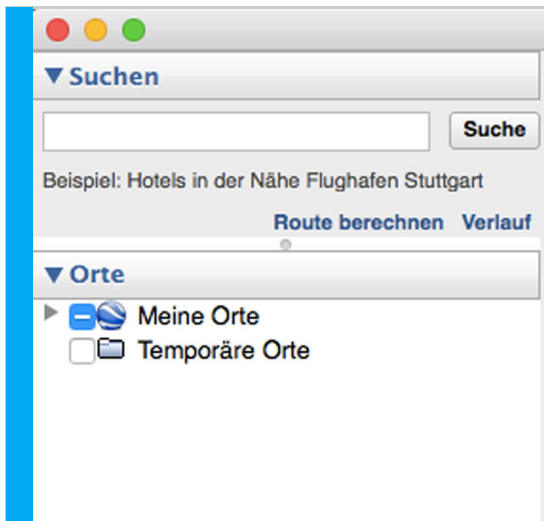 Suchen
Suche
Beispiel: Hotels in der Nähe Flughafen Stuttgart
Route berechnen Verlauf
Orte
Meine Orte
Temporäre Orte